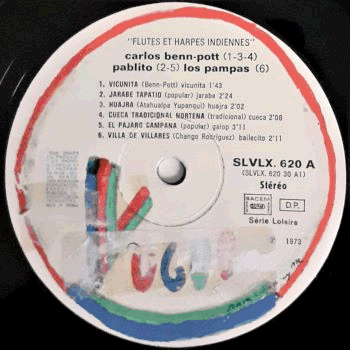 "FLUTES ET HARPES INDIENNES"
carlos benn-pott (1-3-4)
pablito (2-5) los pampas (6)
1. VICUNITA (Benn-Pott) vicunita 1'43
2. JARABE TAPATIO (popular) jarabe 2'24
3. HUAJRA (Atahualpa Yupanqui) huajra 2'02
4. CUECA TRADICIONAL NORTENA (tradicional) cueca 2'08
5. EL PAJARO CAMPANA (popular) galop 3'11
6. VILLA DE VILLARES (Chango Rodriguez) bailecito 2'11
SLVLX. 620 A
(SLVLX. 620 30 A1)
Stéréo
SACEM
D.P.
Série Loisirs
℗ 1973
VOGUE